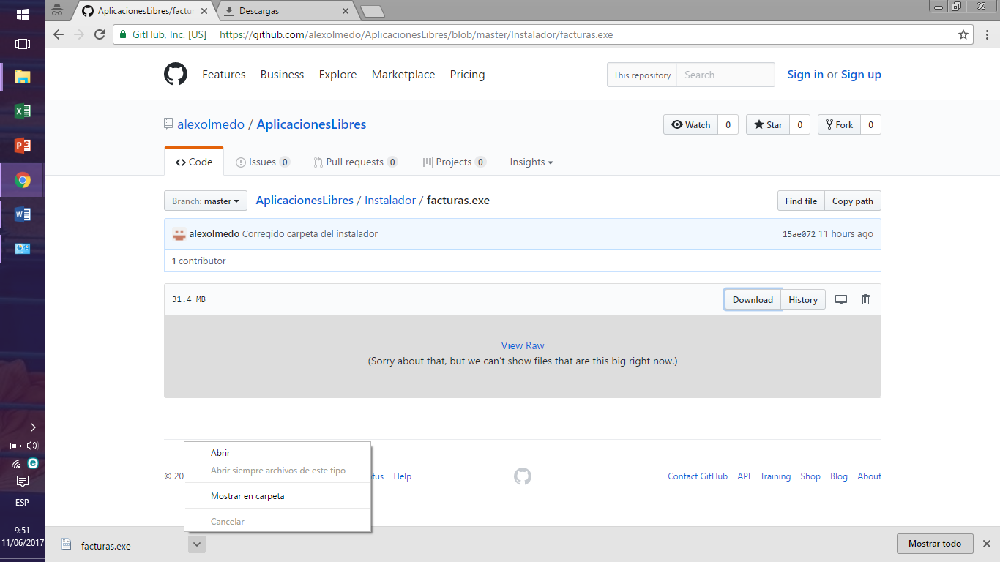 AplicacionesLibres/factur
Descargas
GitHub, Inc. [US]
https://github.com/alexolmedo/AplicacionesLibres/blob/master/Instalador/facturas.exe
Features Business Explore Marketplace Pricing
This repository Search
Sign in or Sign up
alexolmedo / AplicacionesLibres
Watch 0 Star 0 Fork 0
Code Issues 0 Pull requests 0 Projects 0 Insights
Branch: master AplicacionesLibres / Instalador / facturas.exe Find file Copy path
alexolmedo Corregido carpeta del instalador 15ae072 11 hours ago
1 contributor
31.4 MB Download History
View Raw
(Sorry about that, but we can't show files that are this big right now.)
Abrir
Abrir siempre archivos de este tipo
Mostrar en carpeta
Cancelar
© 20 tus Help Contact GitHub API Training Shop Blog About
ESP
9:51
11/06/2017
facturas.exe Mostrar todo